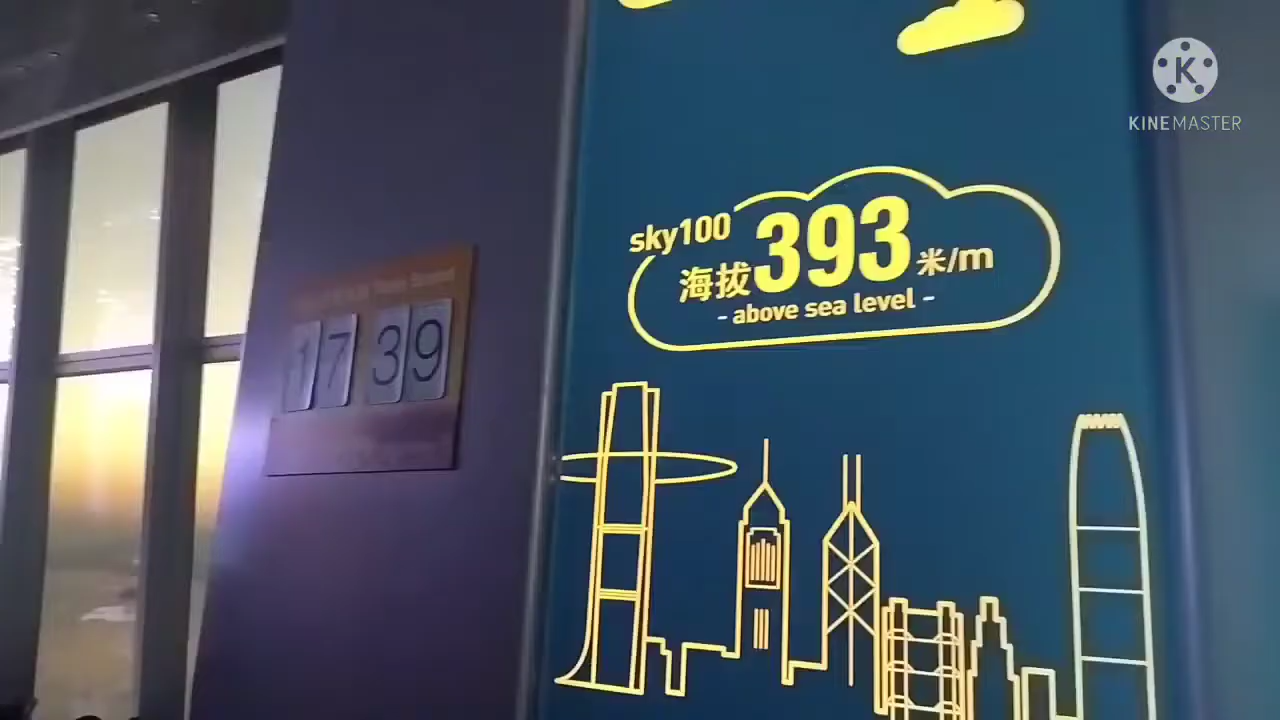 K
KINEMASTER
sky100
海拔393米/m
- above sea level -
17 39